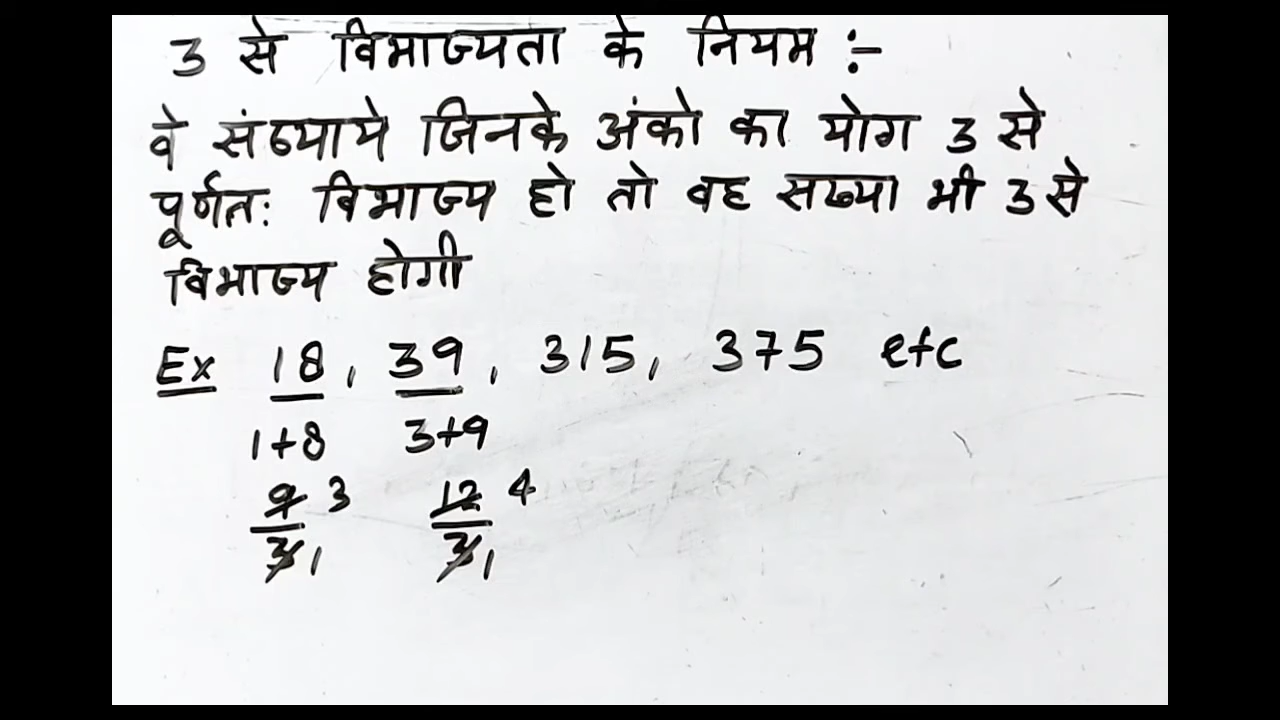 3 से विभाज्यता के नियम :-
वे संख्याये जिनके अंको का योग 3 से
पूर्णतः विभाज्य हो तो वह सख्या भी 3 से
विभाज्य होगी
Ex 18, 39, 315, 375 etc
1+8 3+9
9 3 12 4
3 1 3 1